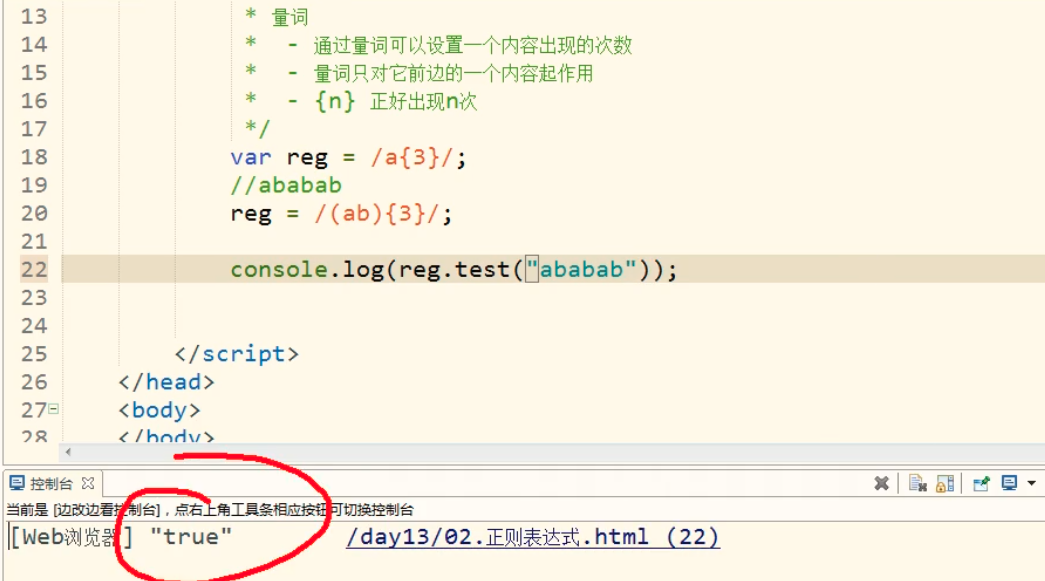 13 * 量词
14 * - 通过量词可以设置一个内容出现的次数
15 * - 量词只对它前边的一个内容起作用
16 * - {n} 正好出现n次
17 */
18 var reg = /a{3}/;
19 //ababab
20 reg = /(ab){3}/;
21
22 console.log(reg.test("ababab"));
23
24
25 </script>
26 </head>
27 <body>
28 </body>
控制台
当前是 [边改边看控制台]，点右上角工具条相应按钮可切换控制台
[Web浏览器] "true" /day13/02.正则表达式.html (22)